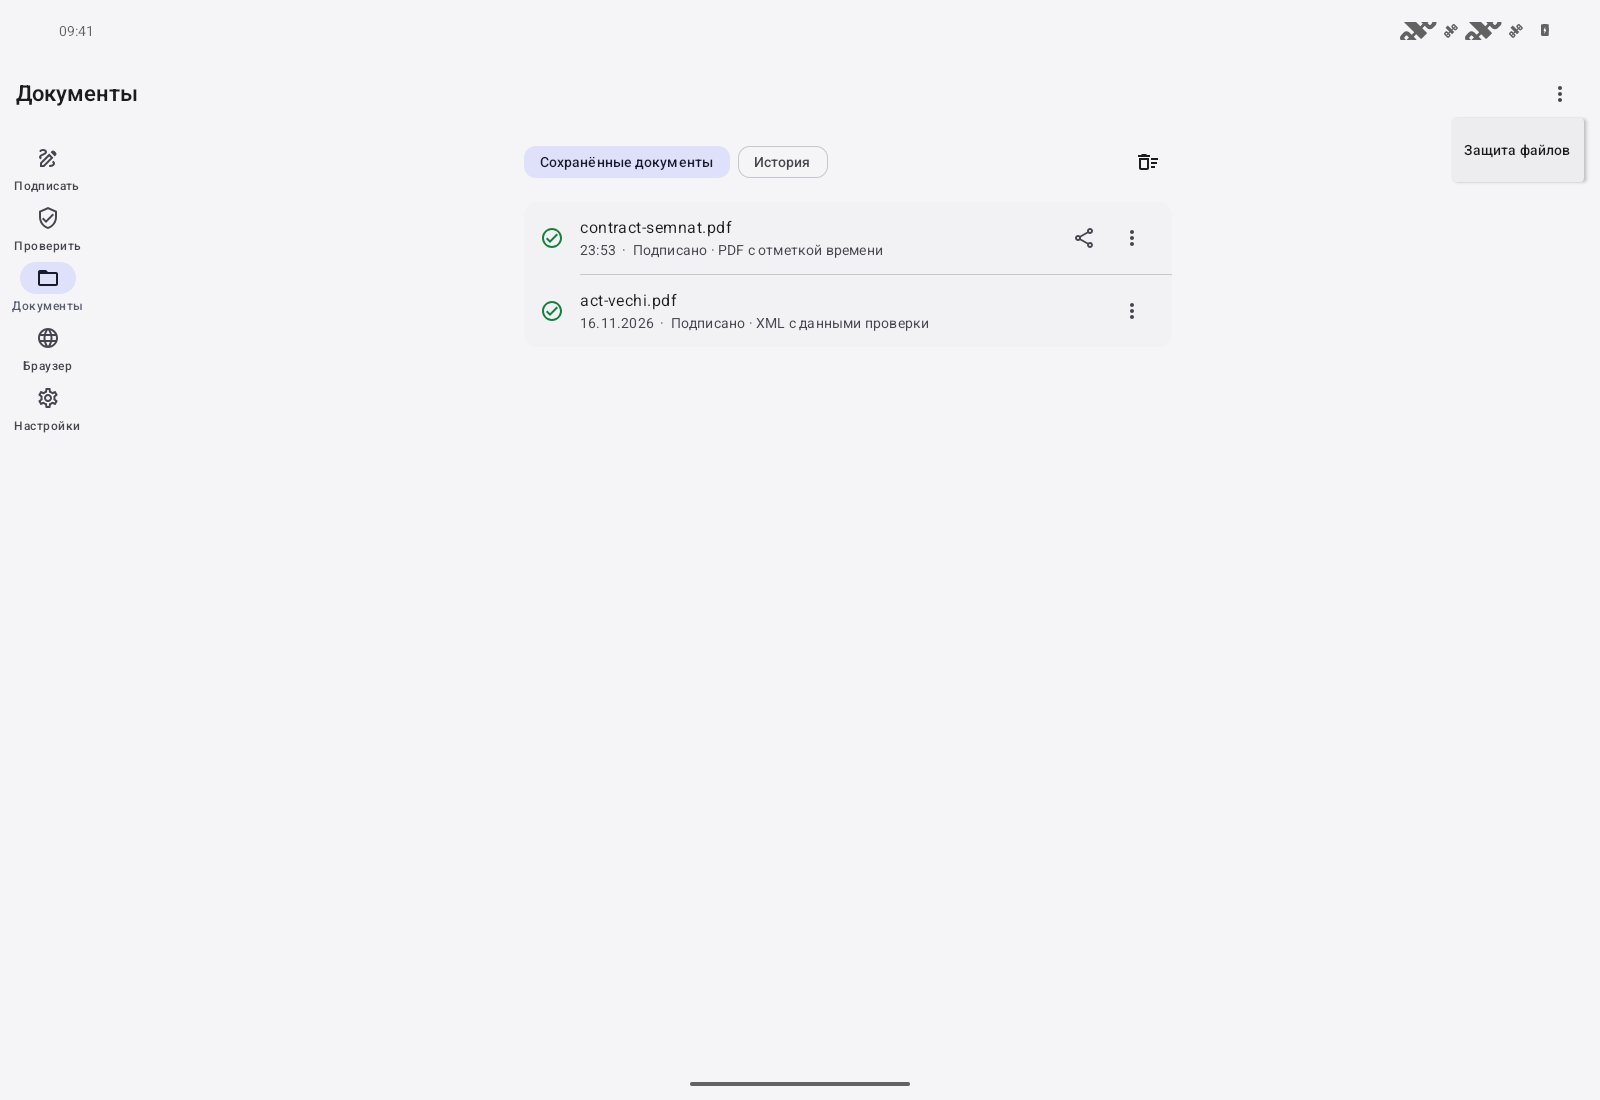 09:41
Документы
Защита файлов
Подписать
Проверить
Документы
Браузер
Настройки
Сохранённые документы
История
contract-semnat.pdf
23:53 · Подписано · PDF с отметкой времени
act-vechi.pdf
16.11.2026 · Подписано · XML с данными проверки